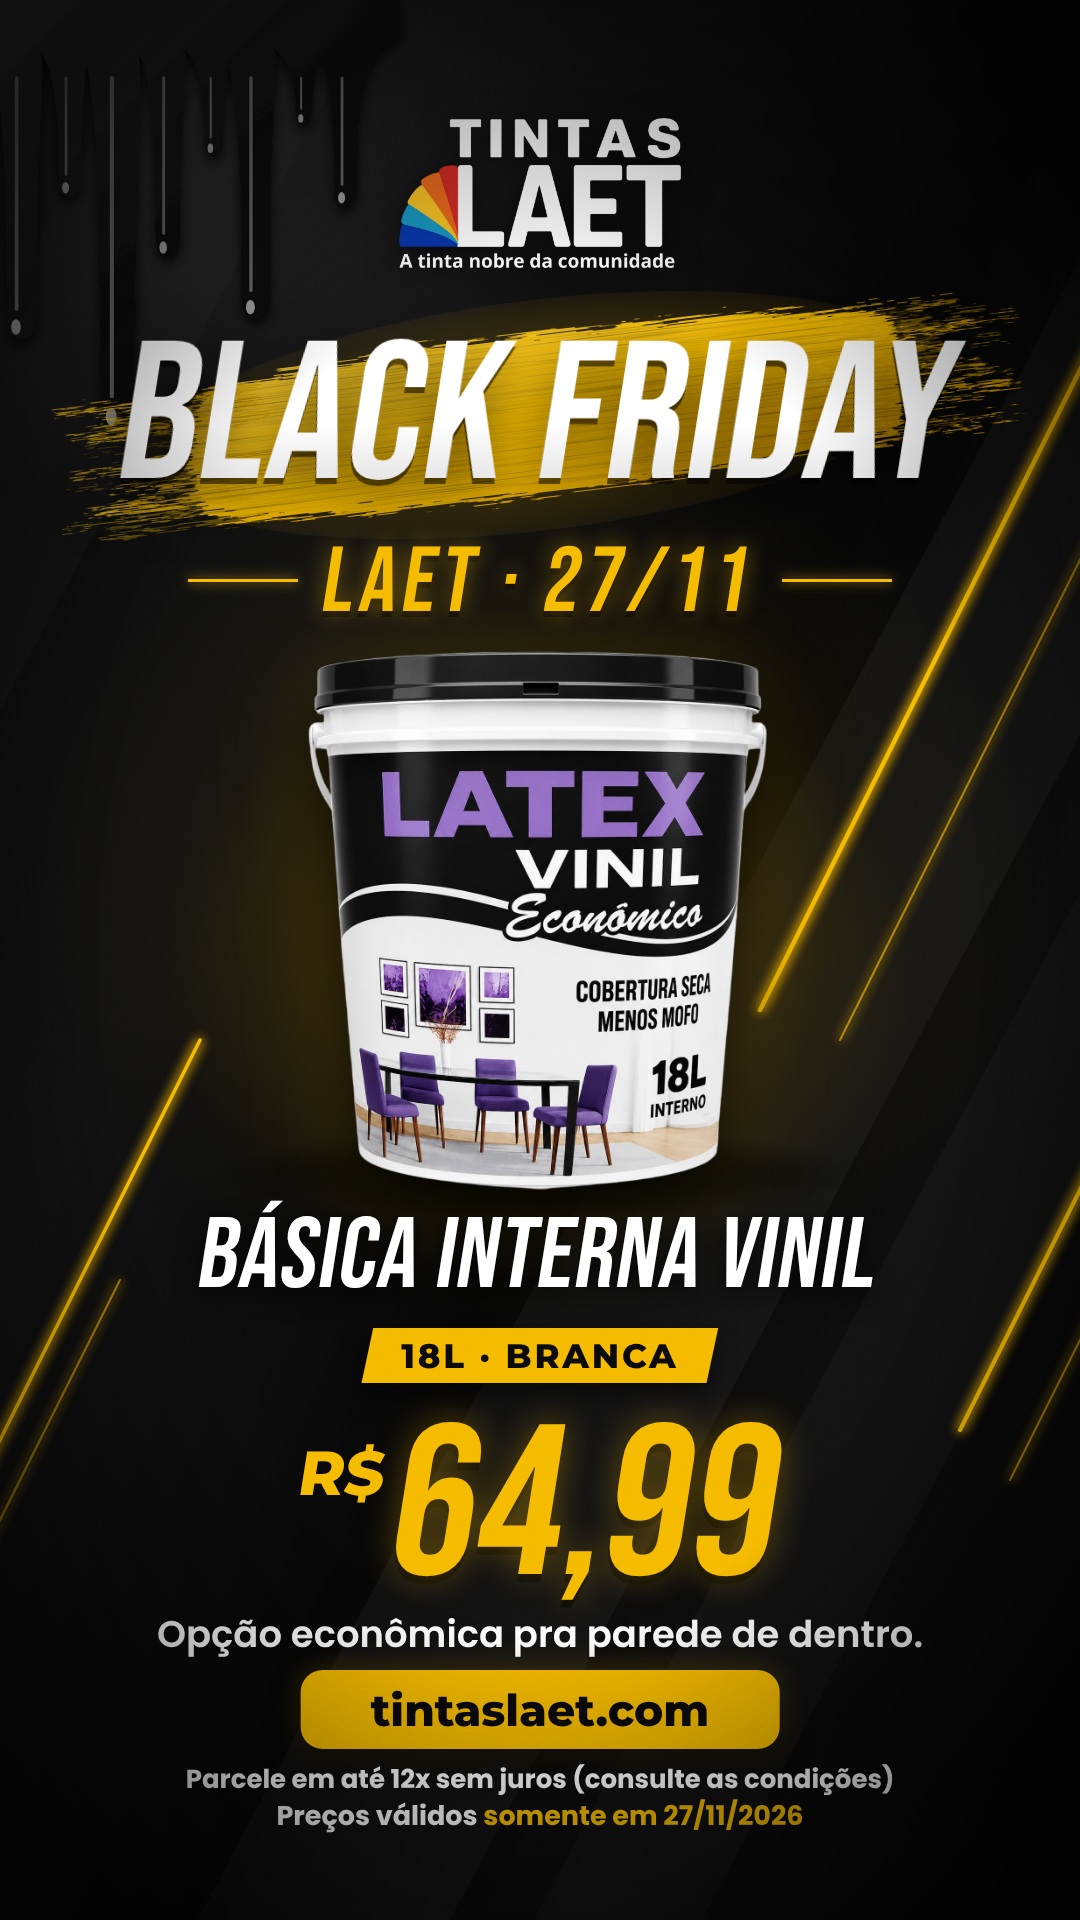 TINTAS
LAET
A tinta nobre da comunidade
BLACK FRIDAY
LAET · 27/11
LATEX
VINIL
Econômico
COBERTURA SECA
MENOS MOFO
18L
INTERNO
BÁSICA INTERNA VINIL
18L · BRANCA
R$ 64,99
Opção econômica pra parede de dentro.
tintaslaet.com
Parcele em até 12x sem juros (consulte as condições)
Preços válidos somente em 27/11/2026